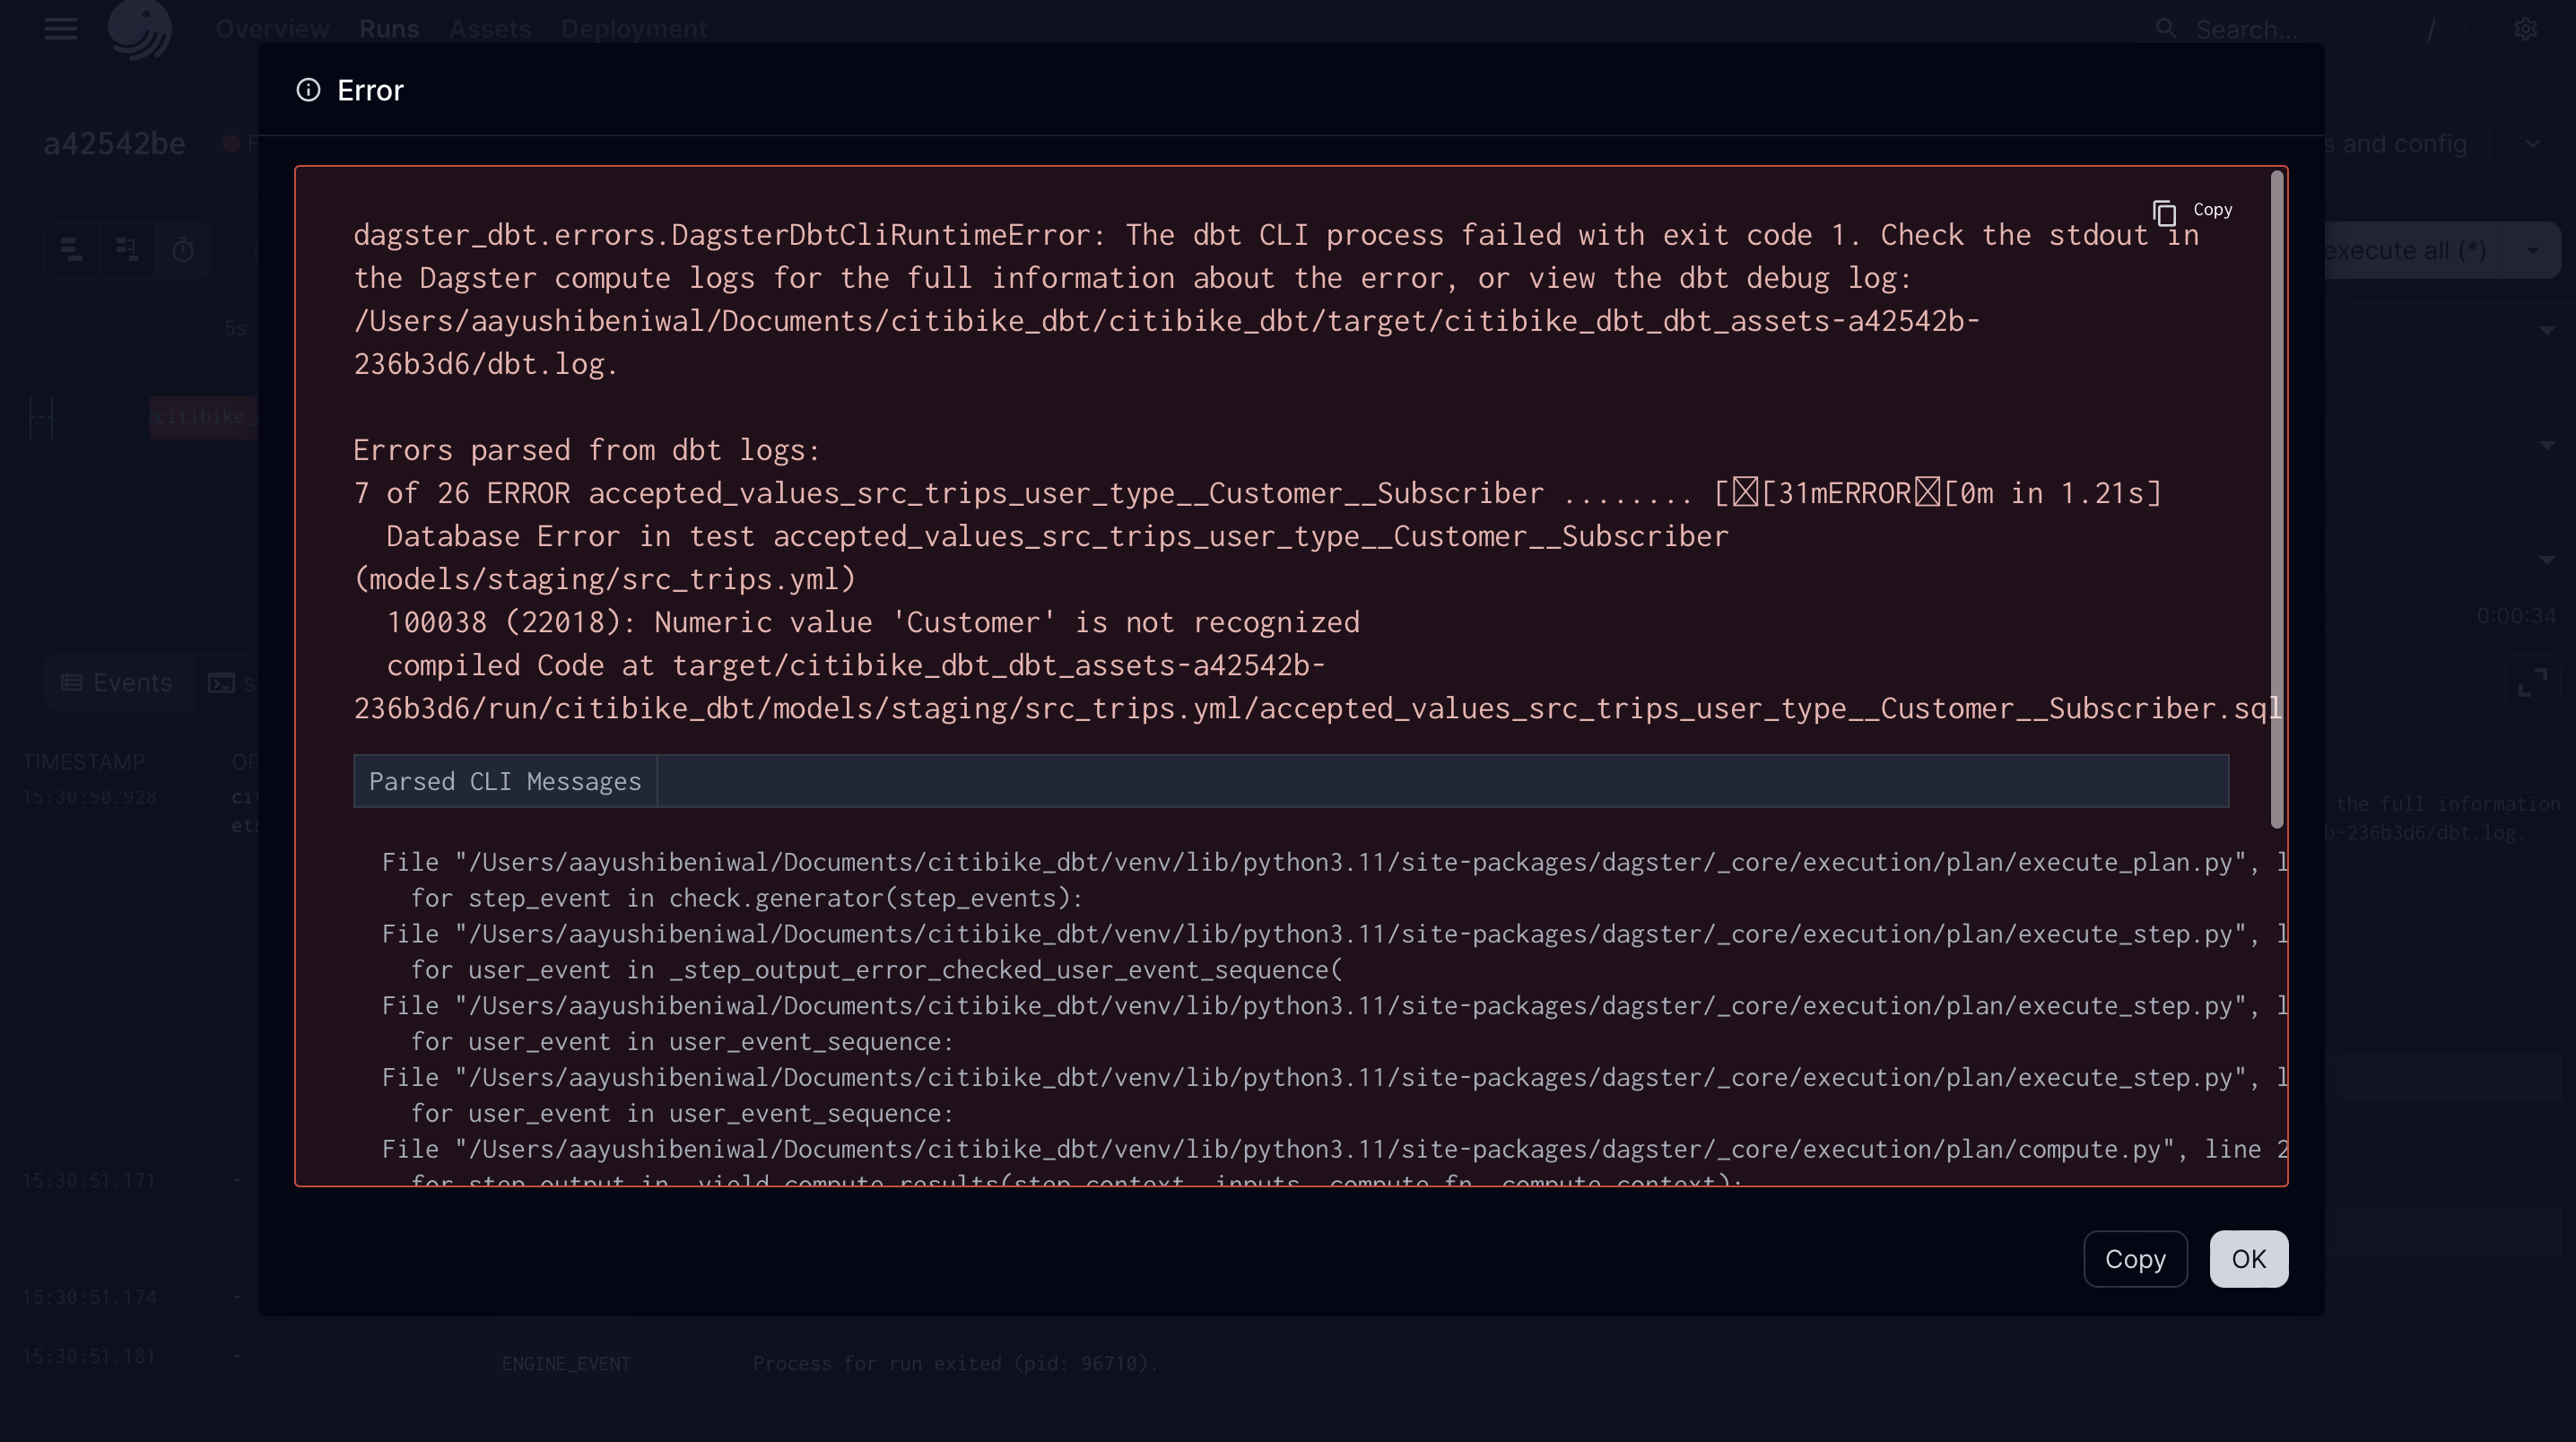 Overview Runs Assets Deployment
Search... /
Error
a42542be
s and config
Copy
dagster_dbt.errors.DagsterDbtCliRuntimeError: The dbt CLI process failed with exit code 1. Check the stdout in
the Dagster compute logs for the full information about the error, or view the dbt debug log:
/Users/aayushibeniwal/Documents/citibike_dbt/citibike_dbt/target/citibike_dbt_dbt_assets-a42542b-
236b3d6/dbt.log.
execute all (*)
5s
citibike_
Errors parsed from dbt logs:
7 of 26 ERROR accepted_values_src_trips_user_type__Customer__Subscriber ........ [[31mERROR[0m in 1.21s]
Database Error in test accepted_values_src_trips_user_type__Customer__Subscriber
(models/staging/src_trips.yml)
100038 (22018): Numeric value 'Customer' is not recognized
0:00:34
compiled Code at target/citibike_dbt_dbt_assets-a42542b-
236b3d6/run/citibike_dbt/models/staging/src_trips.yml/accepted_values_src_trips_user_type__Customer__Subscriber.sql
Events
Parsed CLI Messages
TIMESTAMP OP
15:30:50.928
the full information
b-236b3d6/dbt.log.
File "/Users/aayushibeniwal/Documents/citibike_dbt/venv/lib/python3.11/site-packages/dagster/_core/execution/plan/execute_plan.py", l
for step_event in check.generator(step_events):
File "/Users/aayushibeniwal/Documents/citibike_dbt/venv/lib/python3.11/site-packages/dagster/_core/execution/plan/execute_step.py", l
for user_event in _step_output_error_checked_user_event_sequence(
File "/Users/aayushibeniwal/Documents/citibike_dbt/venv/lib/python3.11/site-packages/dagster/_core/execution/plan/execute_step.py", l
for user_event in user_event_sequence:
File "/Users/aayushibeniwal/Documents/citibike_dbt/venv/lib/python3.11/site-packages/dagster/_core/execution/plan/execute_step.py", l
for user_event in user_event_sequence:
File "/Users/aayushibeniwal/Documents/citibike_dbt/venv/lib/python3.11/site-packages/dagster/_core/execution/plan/compute.py", line 2
for step_output in _yield_compute_results(step_context, inputs, compute_fn, compute_context):
15:30:51.171 -
Copy OK
15:30:51.174 -
15:30:51.181 - ENGINE_EVENT Process for run exited (pid: 96710).